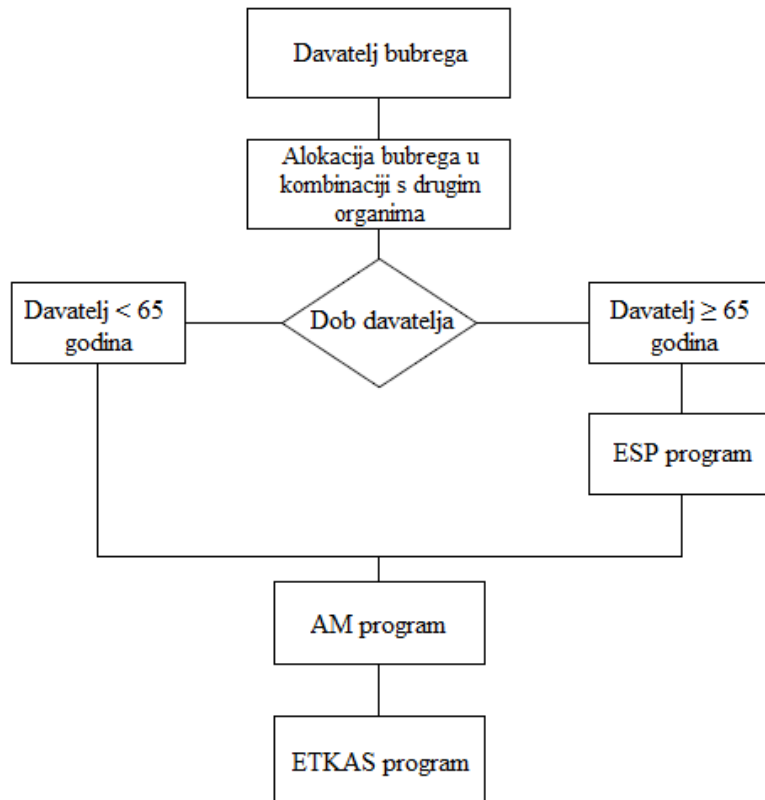 Davatelj bubrega
Alokacija bubrega u
kombinaciji s drugim
organima
Dob davatelja
Davatelj < 65
godina
Davatelj ≥ 65
godina
ESP program
AM program
ETKAS program